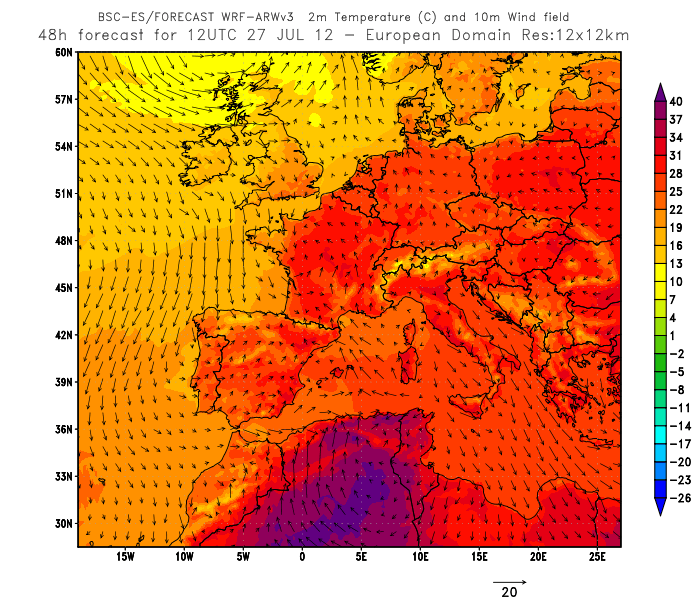 BSC-ES/FORECAST WRF-ARWv3  2m Temperature (C) and 10m Wind field
48h forecast for 12UTC 27 JUL 12 – European Domain Res:12x12km
60N
57N
54N
51N
48N
45N
42N
39N
36N
33N
30N
15W 10W 5W 0 5E 10E 15E 20E 25E
40
37
34
31
28
25
22
19
16
13
10
7
4
1
−2
−5
−8
−11
−14
−17
−20
−23
−26
20